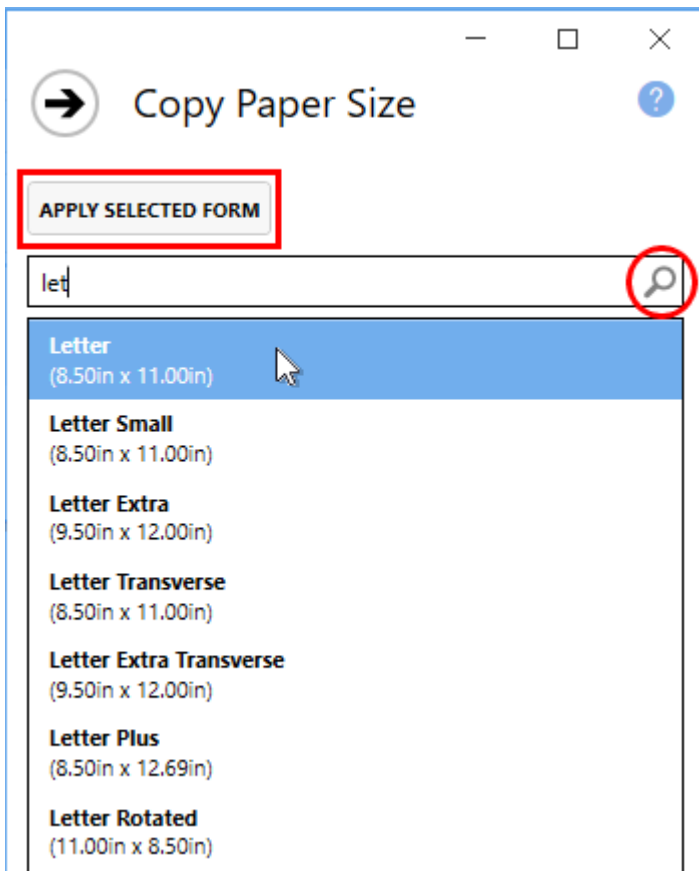 Copy Paper Size
?
APPLY SELECTED FORM
let
Letter
(8.50in x 11.00in)
Letter Small
(8.50in x 11.00in)
Letter Extra
(9.50in x 12.00in)
Letter Transverse
(8.50in x 11.00in)
Letter Extra Transverse
(9.50in x 12.00in)
Letter Plus
(8.50in x 12.69in)
Letter Rotated
(11.00in x 8.50in)